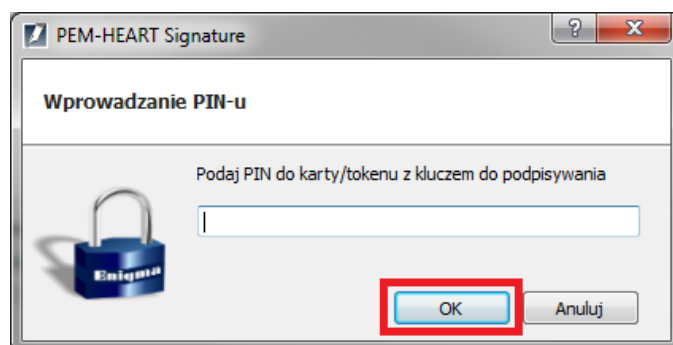 PEM-HEART Signature
Wprowadzanie PIN-u
Podaj PIN do karty/tokenu z kluczem do podpisywania
Enigma
OK
Anuluj